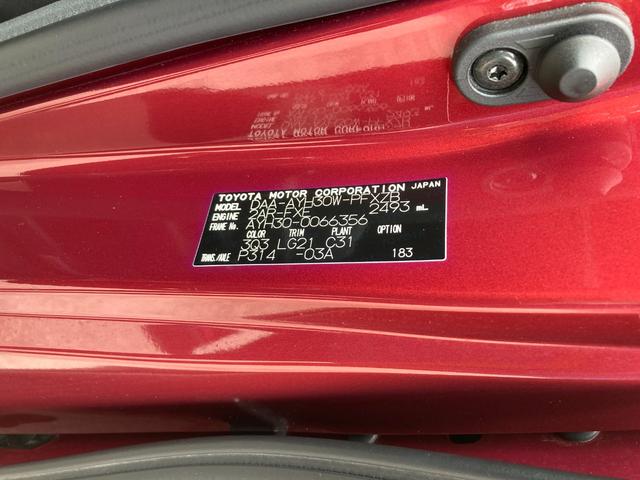 TOYOTA MOTOR CORPORATION JAPAN
MODEL DAA-AYH30W-PFXZB
ENGINE 2AR-FXE 2493 mL
FRAME No. AYH30-0066356
COLOR TRIM PLANT OPTION
3Q3 LG21 C31
TRANS./AXLE P314 -03A 183